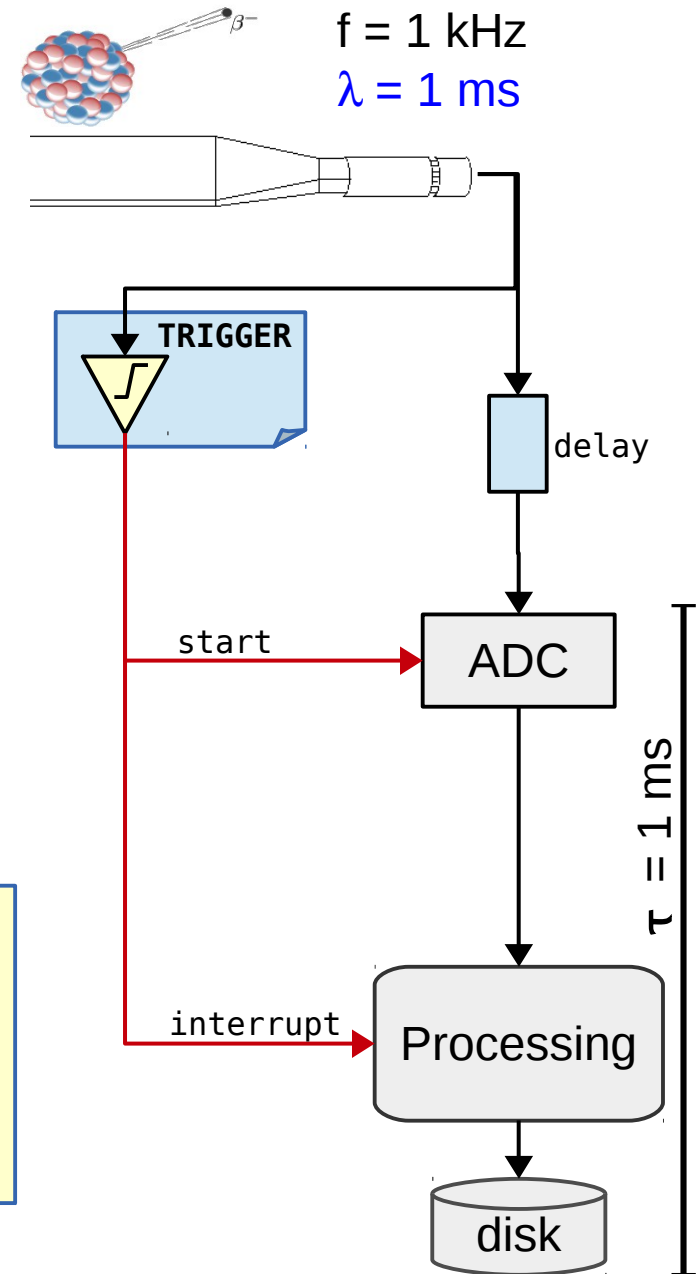 β⁻
f = 1 kHz
λ = 1 ms
TRIGGER
delay
start
ADC
τ = 1 ms
interrupt
Processing
disk